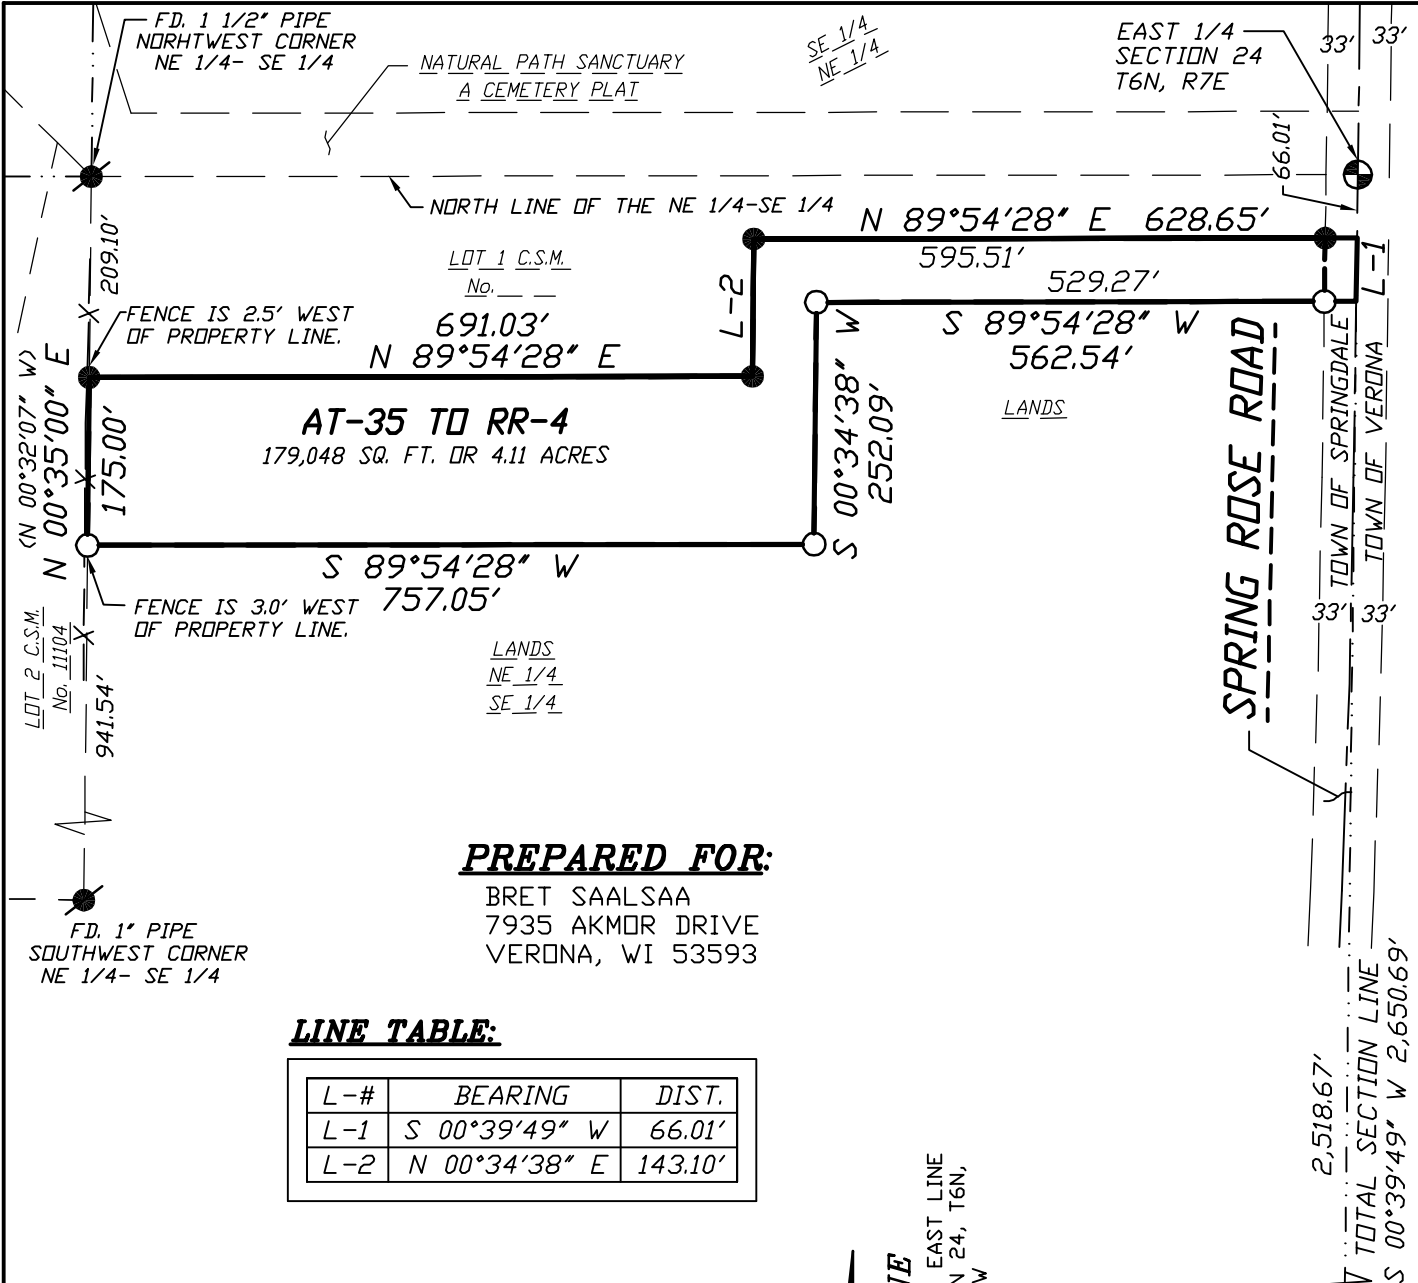 FD. 1 1/2" PIPE
NORHTWEST CORNER
NE 1/4- SE 1/4
NATURAL PATH SANCTUARY
A CEMETERY PLAT
SE 1/4
NE 1/4
EAST 1/4
SECTION 24
T6N, R7E
33'
33'
66.01'
NORTH LINE OF THE NE 1/4-SE 1/4
N 89°54'28" E 628.65'
595.51'
529.27'
S 89°54'28" W
562.54'
L-1
L-2
209.10'
LOT 1 C.S.M.
No. __ __
691.03'
N 89°54'28" E
FENCE IS 2.5' WEST
OF PROPERTY LINE.
AT-35 TO RR-4
179,048 SQ. FT. OR 4.11 ACRES
(N 00°32'07" W)
N 00°35'00" E
175.00'
S 00°34'38" W
252.09'
LANDS
SPRING ROSE ROAD
TOWN OF SPRINGDALE
TOWN OF VERONA
S 89°54'28" W
757.05'
FENCE IS 3.0' WEST
OF PROPERTY LINE.
33'
33'
LOT 2 C.S.M.
No. 11104
941.54'
LANDS
NE 1/4
SE 1/4
PREPARED FOR:
BRET SAALSAA
7935 AKMOR DRIVE
VERONA, WI 53593
FD. 1" PIPE
SOUTHWEST CORNER
NE 1/4- SE 1/4
LINE TABLE:
L-# BEARING DIST.
L-1 S 00°39'49" W 66.01'
L-2 N 00°34'38" E 143.10'
2,518.67'
TOTAL SECTION LINE
S 00°39'49" W 2,650.69'
EAST LINE
N 24, T6N,
W
NE